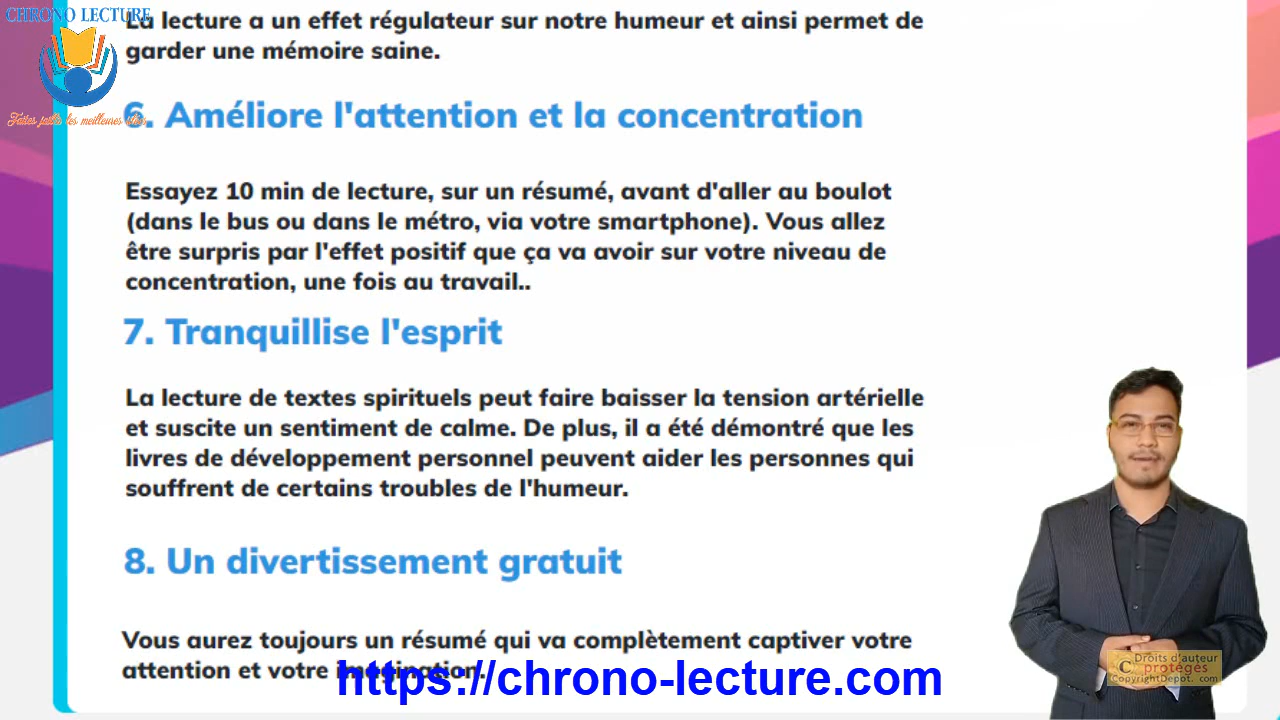 CHRONO LECTURE
Faites jaillir les meilleures idées
La lecture a un effet régulateur sur notre humeur et ainsi permet de
garder une mémoire saine.
6. Améliore l'attention et la concentration
Essayez 10 min de lecture, sur un résumé, avant d'aller au boulot
(dans le bus ou dans le métro, via votre smartphone). Vous allez
être surpris par l'effet positif que ça va avoir sur votre niveau de
concentration, une fois au travail..
7. Tranquillise l'esprit
La lecture de textes spirituels peut faire baisser la tension artérielle
et suscite un sentiment de calme. De plus, il a été démontré que les
livres de développement personnel peuvent aider les personnes qui
souffrent de certains troubles de l'humeur.
8. Un divertissement gratuit
Vous aurez toujours un résumé qui va complètement captiver votre
attention et votre imagination.
https://chrono-lecture.com
C Droits d'auteur
protégés
CopyrightDepot.com